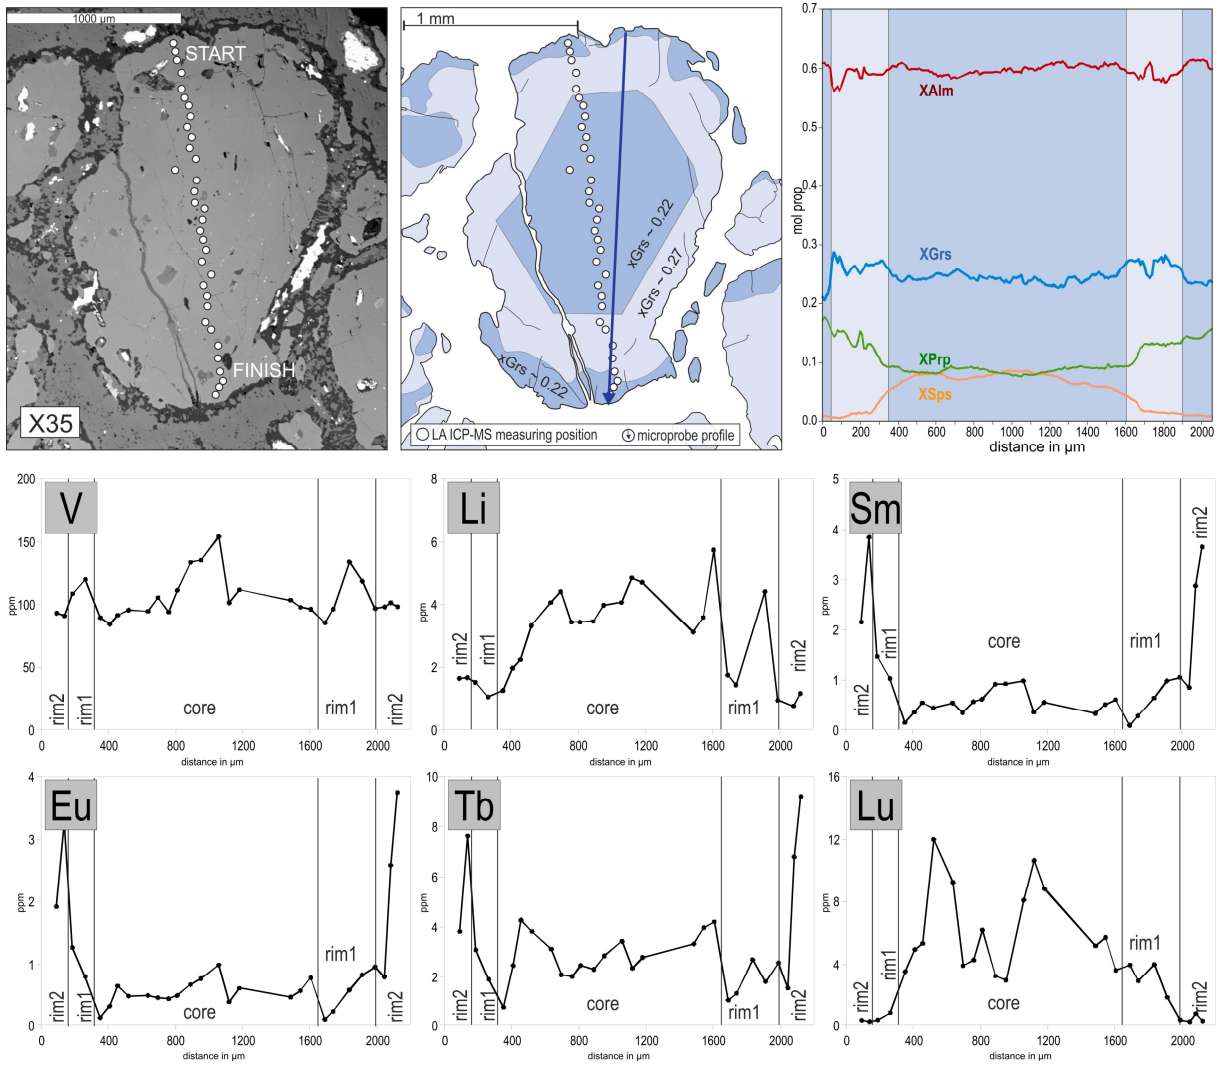 1000 µm
START
FINISH
X35
1 mm
xGrs ~ 0.22
xGrs ~ 0.27
xGrs ~ 0.22
LA ICP-MS measuring position
microprobe profile
0.7
0.6
0.5
0.4
0.3
0.2
0.1
0.0
mol prop
XAlm
XGrs
XPrp
XSps
0 200 400 600 800 1000 1200 1400 1600 1800 2000
distance in µm
V
200
150
100
50
0
ppm
rim2
rim1
core
rim1
rim2
0 400 800 1200 1600 2000
distance in µm
Li
8
6
4
2
0
ppm
rim2
rim1
core
rim1
rim2
0 400 800 1200 1600 2000
distance in µm
Sm
5
4
3
2
1
0
ppm
rim2
rim1
core
rim1
rim2
0 400 800 1200 1600 2000
distance in µm
Eu
4
3
2
1
0
ppm
rim2
rim1
core
rim1
rim2
0 400 800 1200 1600 2000
distance in µm
Tb
10
8
6
4
2
0
ppm
rim2
rim1
core
rim1
rim2
0 400 800 1200 1600 2000
distance in µm
Lu
16
12
8
4
0
ppm
rim2
rim1
core
rim1
rim2
0 400 800 1200 1600 2000
distance in µm